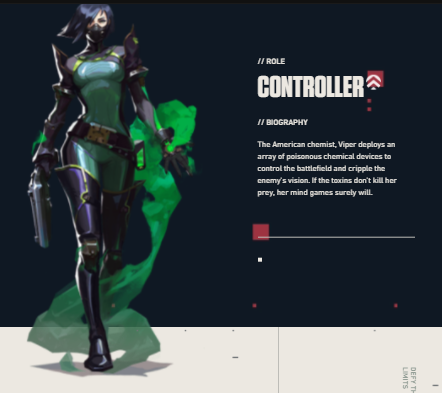 // ROLE
CONTROLLER
// BIOGRAPHY
The American chemist, Viper deploys an
array of poisonous chemical devices to
control the battlefield and cripple the
enemy's vision. If the toxins don't kill her
prey, her mind games surely will.
DEFY TH
LIMITS